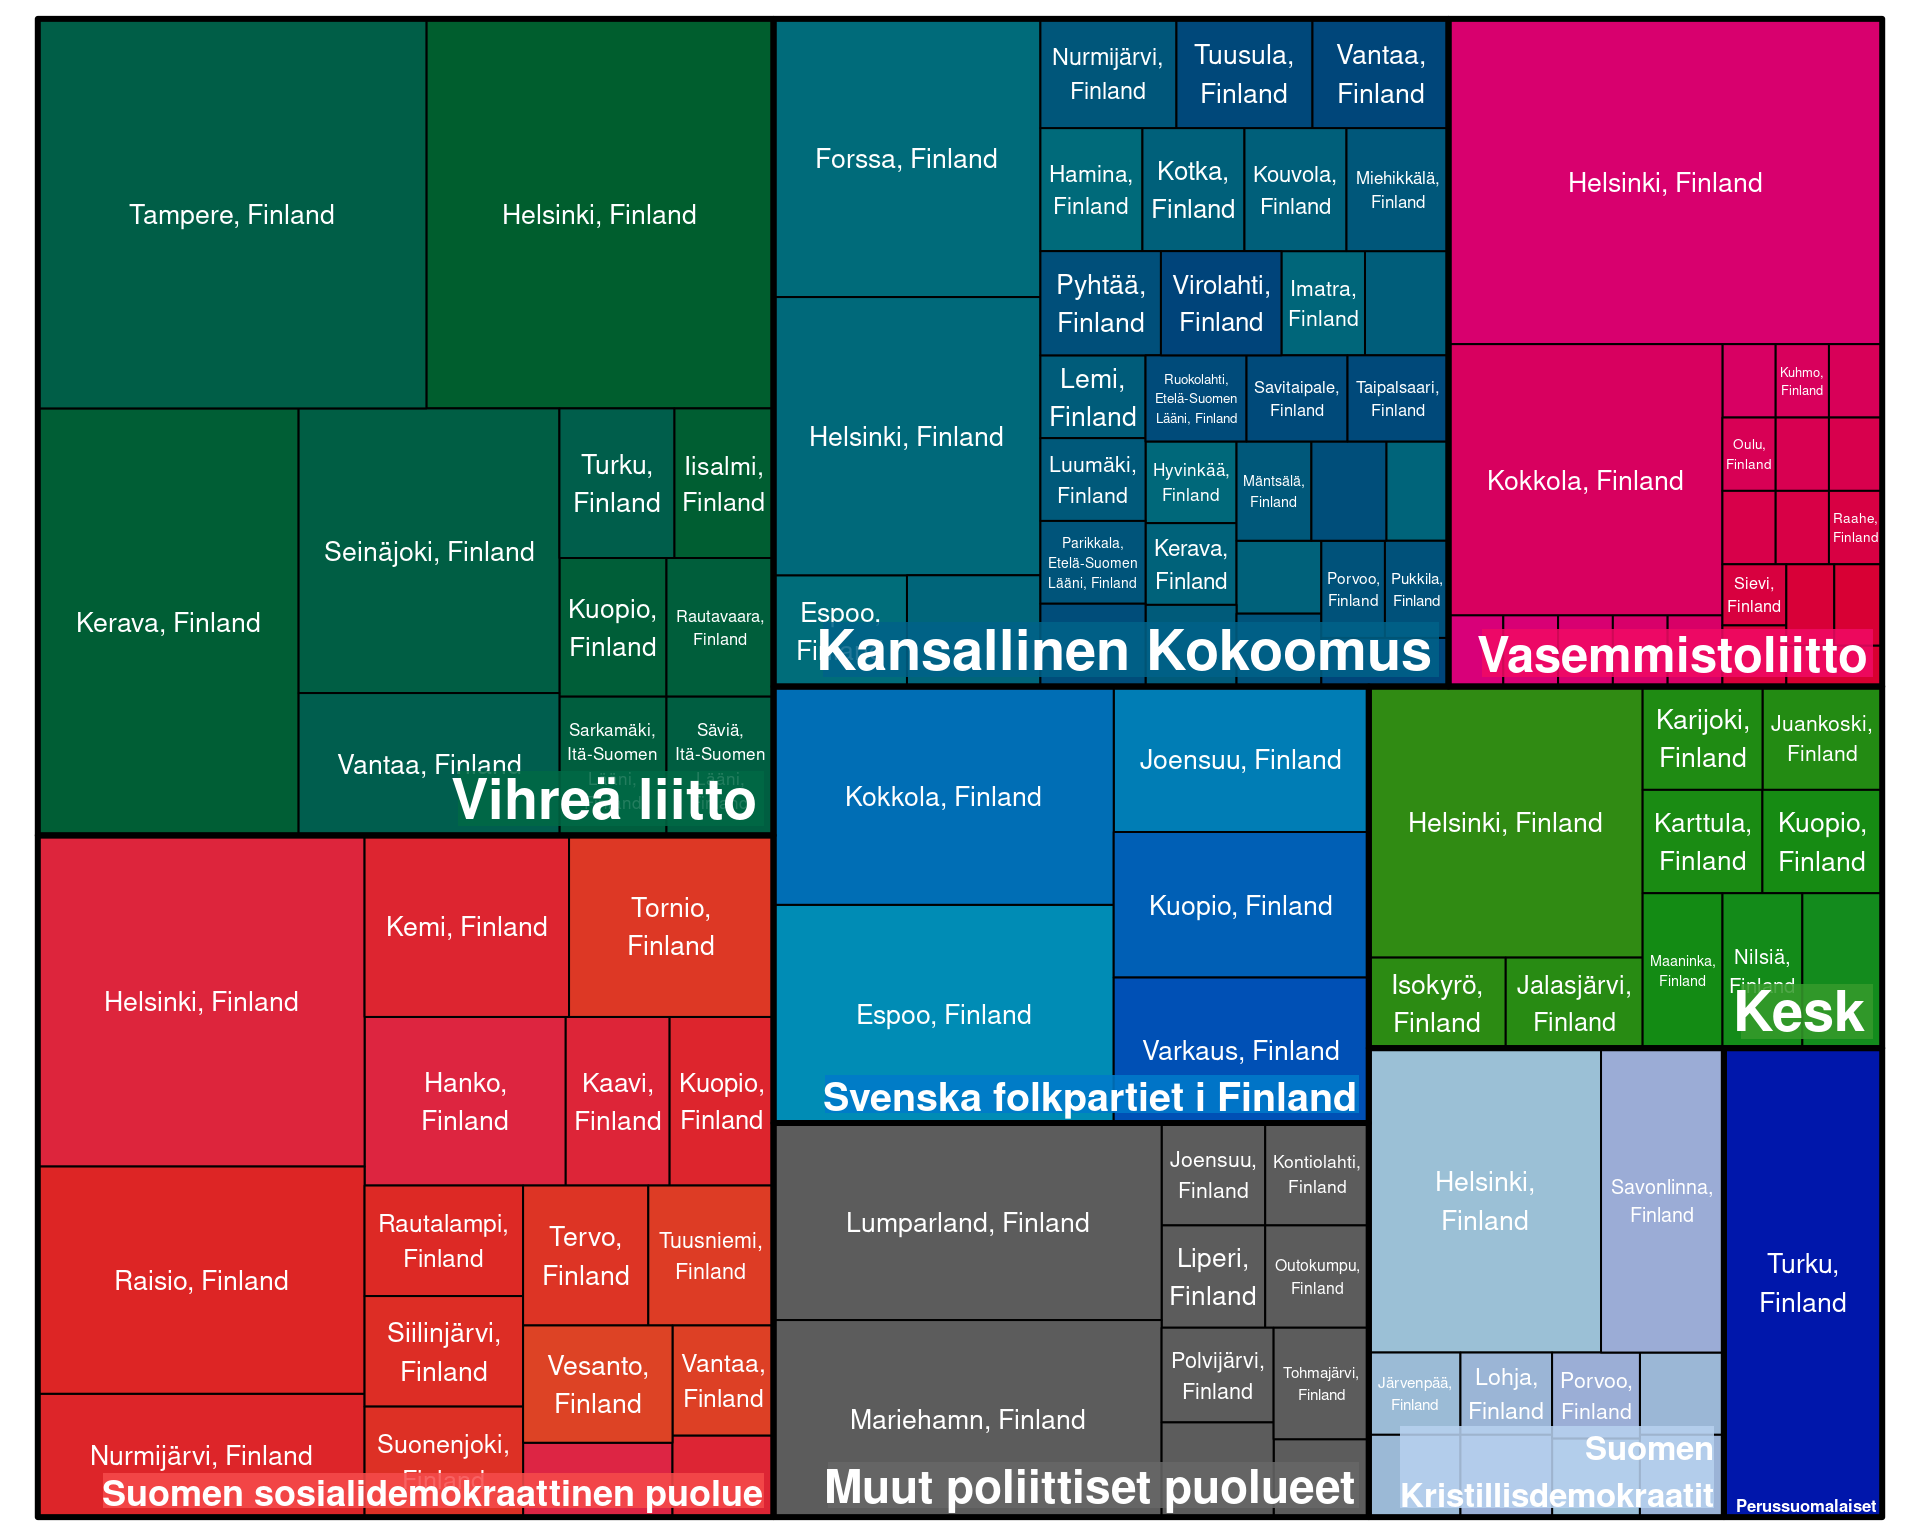 Tampere, Finland
Helsinki, Finland
Kerava, Finland
Seinäjoki, Finland
Turku,
Finland
Iisalmi,
Finland
Kuopio,
Finland
Rautavaara,
Finland
Vantaa, Finland
Sarkamäki,
Itä-Suomen
Lääni,
Finland
Säviä,
Itä-Suomen
Lääni,
Finland
Vihreä liitto
Forssa, Finland
Helsinki, Finland
Espoo,
Finland
Nurmijärvi,
Finland
Tuusula,
Finland
Vantaa,
Finland
Hamina,
Finland
Kotka,
Finland
Kouvola,
Finland
Miehikkälä,
Finland
Pyhtää,
Finland
Virolahti,
Finland
Imatra,
Finland
Lemi,
Finland
Ruokolahti,
Etelä-Suomen
Lääni, Finland
Savitaipale,
Finland
Taipalsaari,
Finland
Luumäki,
Finland
Hyvinkää,
Finland
Mäntsälä,
Finland
Parikkala,
Etelä-Suomen
Lääni, Finland
Kerava,
Finland
Porvoo,
Finland
Pukkila,
Finland
Kansallinen Kokoomus
Helsinki, Finland
Kokkola, Finland
Kuhmo,
Finland
Oulu,
Finland
Raahe,
Finland
Sievi,
Finland
Vasemmistoliitto
Helsinki, Finland
Kemi, Finland
Tornio,
Finland
Hanko,
Finland
Kaavi,
Finland
Kuopio,
Finland
Raisio, Finland
Rautalampi,
Finland
Tervo,
Finland
Tuusniemi,
Finland
Siilinjärvi,
Finland
Vesanto,
Finland
Vantaa,
Finland
Nurmijärvi, Finland
Suonenjoki,
Finland
Suomen sosialidemokraattinen puolue
Kokkola, Finland
Joensuu, Finland
Kuopio, Finland
Espoo, Finland
Varkaus, Finland
Svenska folkpartiet i Finland
Helsinki, Finland
Karijoki,
Finland
Juankoski,
Finland
Karttula,
Finland
Kuopio,
Finland
Isokyrö,
Finland
Jalasjärvi,
Finland
Maaninka,
Finland
Nilsiä,
Finland
Kesk
Lumparland, Finland
Joensuu,
Finland
Kontiolahti,
Finland
Liperi,
Finland
Outokumpu,
Finland
Mariehamn, Finland
Polvijärvi,
Finland
Tohmajärvi,
Finland
Muut poliittiset puolueet
Helsinki,
Finland
Savonlinna,
Finland
Järvenpää,
Finland
Lohja,
Finland
Porvoo,
Finland
Suomen
Kristillisdemokraatit
Turku,
Finland
Perussuomalaiset